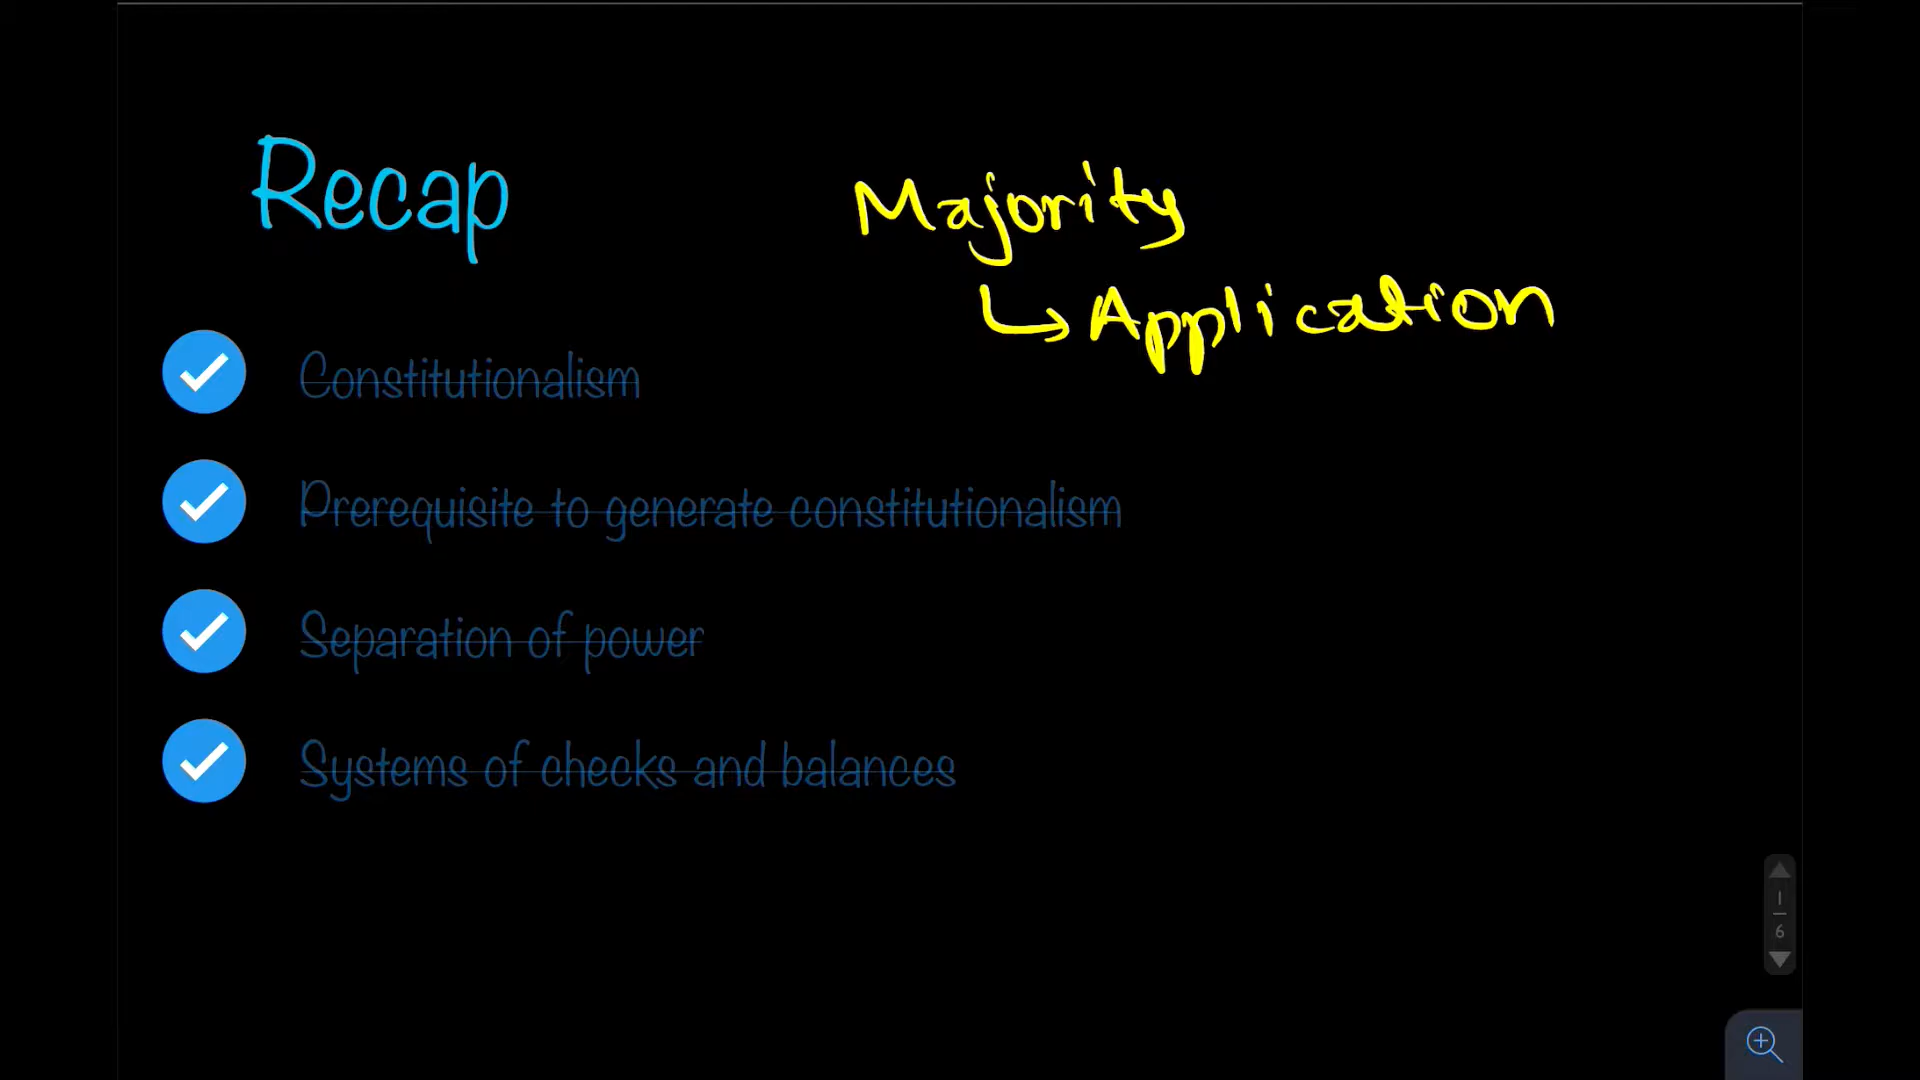 Recap
Majority
Application
Constitutionalism
Prerequisite to generate constitutionalism
Separation of power
Systems of checks and balances
1
6